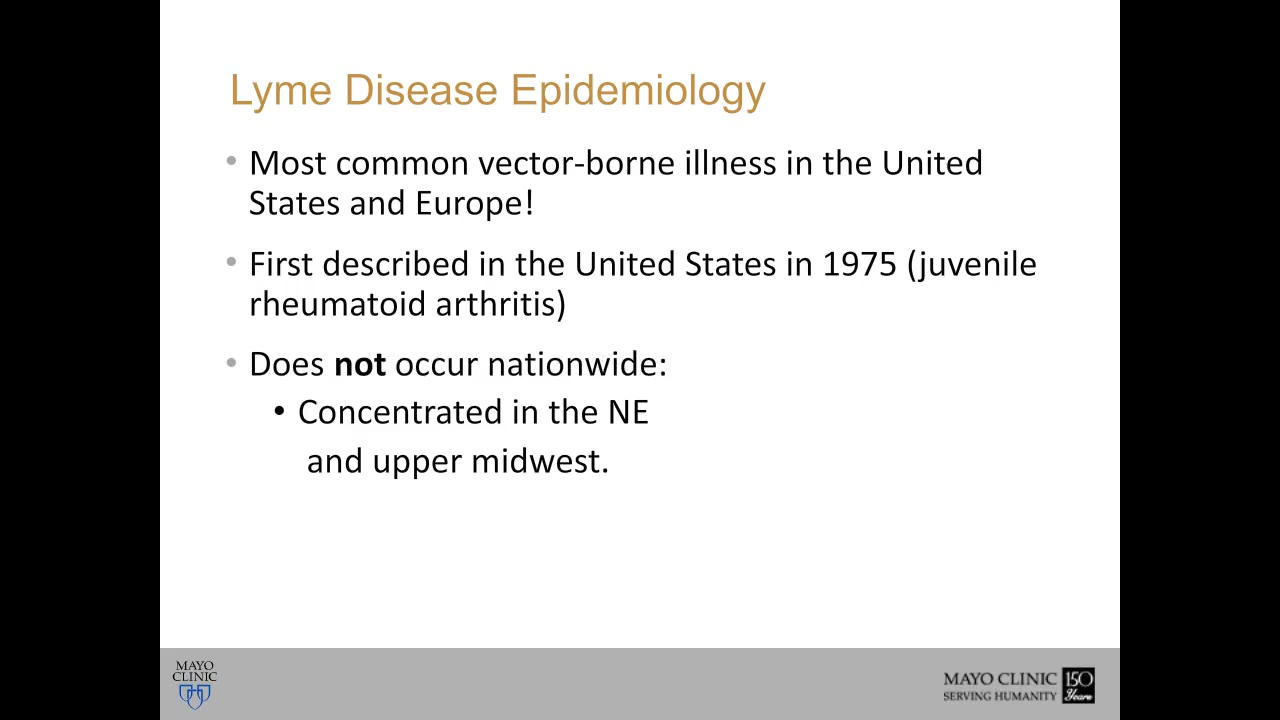 Lyme Disease Epidemiology
• Most common vector-borne illness in the United
States and Europe!
• First described in the United States in 1975 (juvenile
rheumatoid arthritis)
• Does not occur nationwide:
• Concentrated in the NE
and upper midwest.
MAYO
CLINIC
MAYO CLINIC 150
SERVING HUMANITY Years